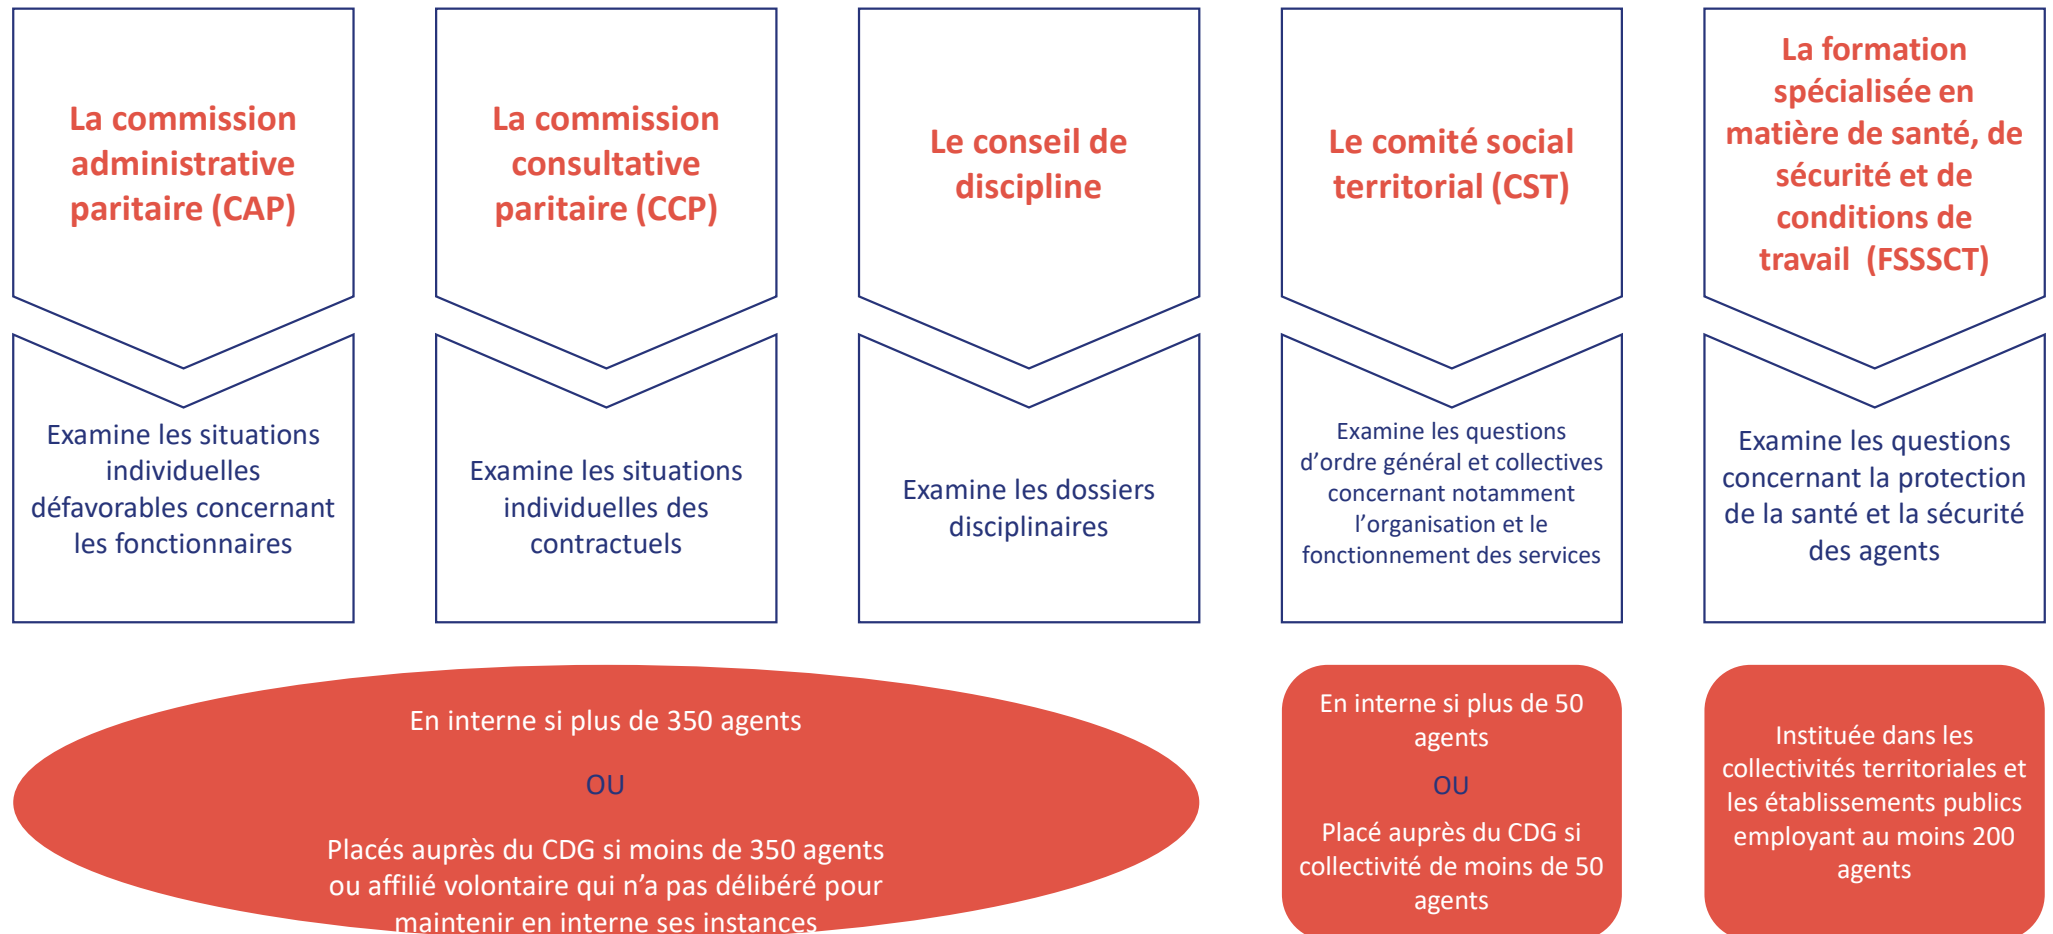 La commission
administrative
paritaire (CAP)
Examine les situations
individuelles
défavorables concernant
les fonctionnaires
La commission
consultative
paritaire (CCP)
Examine les situations
individuelles des
contractuels
Le conseil de
discipline
Examine les dossiers
disciplinaires
Le comité social
territorial (CST)
Examine les questions
d’ordre général et collectives
concernant notamment
l’organisation et le
fonctionnement des services
La formation
spécialisée en
matière de santé, de
sécurité et de
conditions de
travail (FSSSCT)
Examine les questions
concernant la protection
de la santé et la sécurité
des agents
En interne si plus de 350 agents
OU
Placés auprès du CDG si moins de 350 agents
ou affilié volontaire qui n’a pas délibéré pour
maintenir en interne ses instances
En interne si plus de 50
agents
OU
Placé auprès du CDG si
collectivité de moins de 50
agents
Instituée dans les
collectivités territoriales et
les établissements publics
employant au moins 200
agents